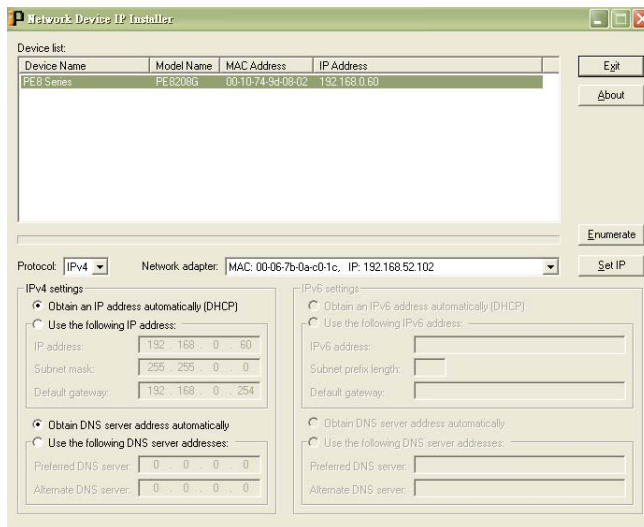 Network Device IP Installer
Device list:
Device Name Model Name MAC Address IP Address
PE8 Series PE8208G 00-10-74-9d-08-02 192.168.0.60
Exit
About
Enumerate
Protocol: IPv4 Network adapter: MAC: 00-06-7b-0a-c0-1c, IP: 192.168.52.102 Set IP
IPv4 settings
Obtain an IP address automatically (DHCP)
Use the following IP address:
IP address: 192 . 168 . 0 . 60
Subnet mask: 255 . 255 . 0 . 0
Default gateway: 192 . 168 . 0 . 254
Obtain DNS server address automatically
Use the following DNS server addresses:
Preferred DNS server: 0 . 0 . 0 . 0
Alternate DNS server: 0 . 0 . 0 . 0
IPv6 settings
Obtain an IPv6 address automatically (DHCP)
Use the following IPv6 address:
IPv6 address:
Subnet prefix length:
Default gateway:
Obtain DNS server address automatically
Use the following DNS server addresses:
Preferred DNS server:
Alternate DNS server: